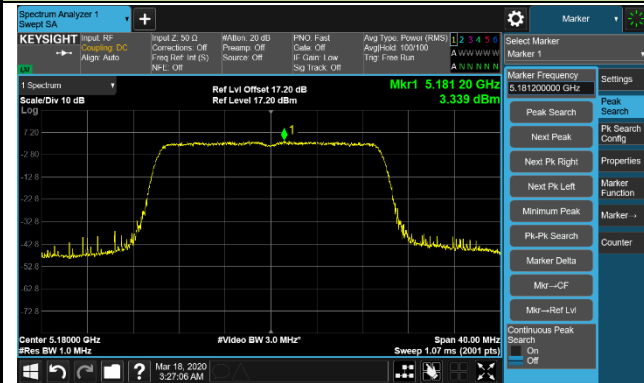 Spectrum Analyzer 1
Swept SA
+
Marker
KEYSIGHT
Input: RF
Coupling: DC
Align: Auto
Input Z: 50 Ω
Corrections: Off
Freq Ref: Int (S)
NFE: Off
#Atten: 20 dB
Preamp: Off
Source: Off
PNO: Fast
Gate: Off
IF Gain: Low
Sig Track: Off
Avg Type: Power (RMS)
Avg|Hold: 100/100
Trig: Free Run
1 2 3 4 5 6
A W W W W W
A N N N N N
LXI
Select Marker
Marker 1
1 Spectrum
Scale/Div 10 dB
Log
Ref Lvl Offset 17.20 dB
Ref Level 17.20 dBm
Mkr1 5.181 20 GHz
3.339 dBm
7.20
-2.80
-12.8
-22.8
-32.8
-42.8
-52.8
-62.8
-72.8
1
Center 5.18000 GHz
#Res BW 1.0 MHz
#Video BW 3.0 MHz*
Span 40.00 MHz
Sweep 1.07 ms (2001 pts)
Marker Frequency
5.181200000 GHz
Peak Search
Next Peak
Next Pk Right
Next Pk Left
Minimum Peak
Pk-Pk Search
Marker Delta
Mkr→CF
Mkr→Ref Lvl
Continuous Peak
Search
On
Off
Settings
Peak
Search
Pk Search
Config
Properties
Marker
Function
Marker→
Counter
?
Mar 18, 2020
3:27:06 AM